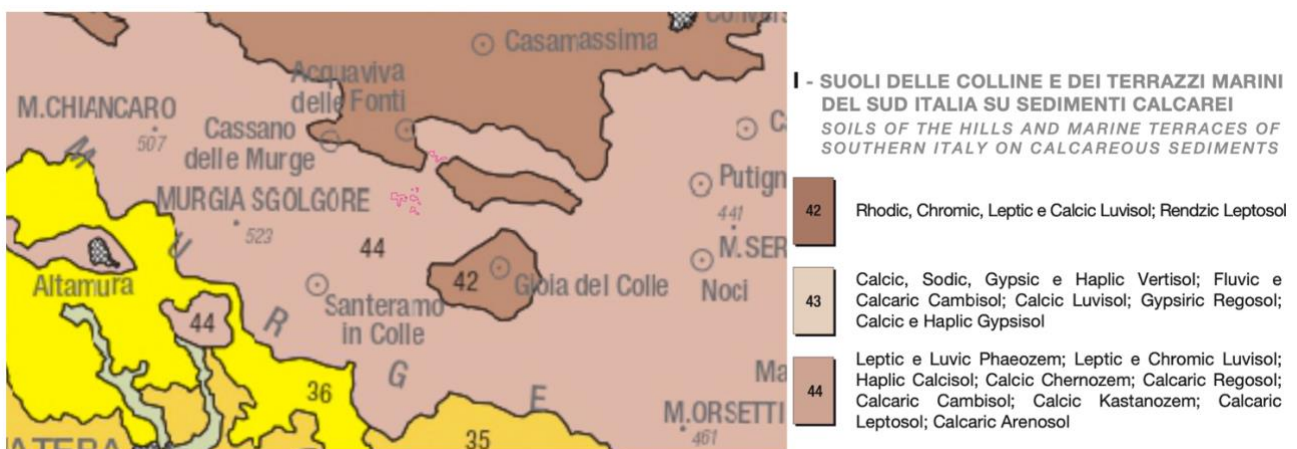 Casamassima
Acquaviva
delle Fonti
M.CHIANCARO
507
Cassano
delle Murge
Putign
441
MURGIA SGOLGORE
523
M
U
R
G
E
44
M.SER
Noci
42
Gioia del Colle
Altamura
Santeramo
in Colle
44
36
35
Ma
M.ORSETTI
461
I - SUOLI DELLE COLLINE E DEI TERRAZZI MARINI
DEL SUD ITALIA SU SEDIMENTI CALCAREI
SOILS OF THE HILLS AND MARINE TERRACES OF
SOUTHERN ITALY ON CALCAREOUS SEDIMENTS
42
Rhodic, Chromic, Leptic e Calcic Luvisol; Rendzic Leptosol
43
Calcic, Sodic, Gypsic e Haplic Vertisol; Fluvic e
Calcaric Cambisol; Calcic Luvisol; Gypsiric Regosol;
Calcic e Haplic Gypsisol
44
Leptic e Luvic Phaeozem; Leptic e Chromic Luvisol;
Haplic Calcisol; Calcic Chernozem; Calcaric Regosol;
Calcaric Cambisol; Calcic Kastanozem; Calcaric
Leptosol; Calcaric Arenosol